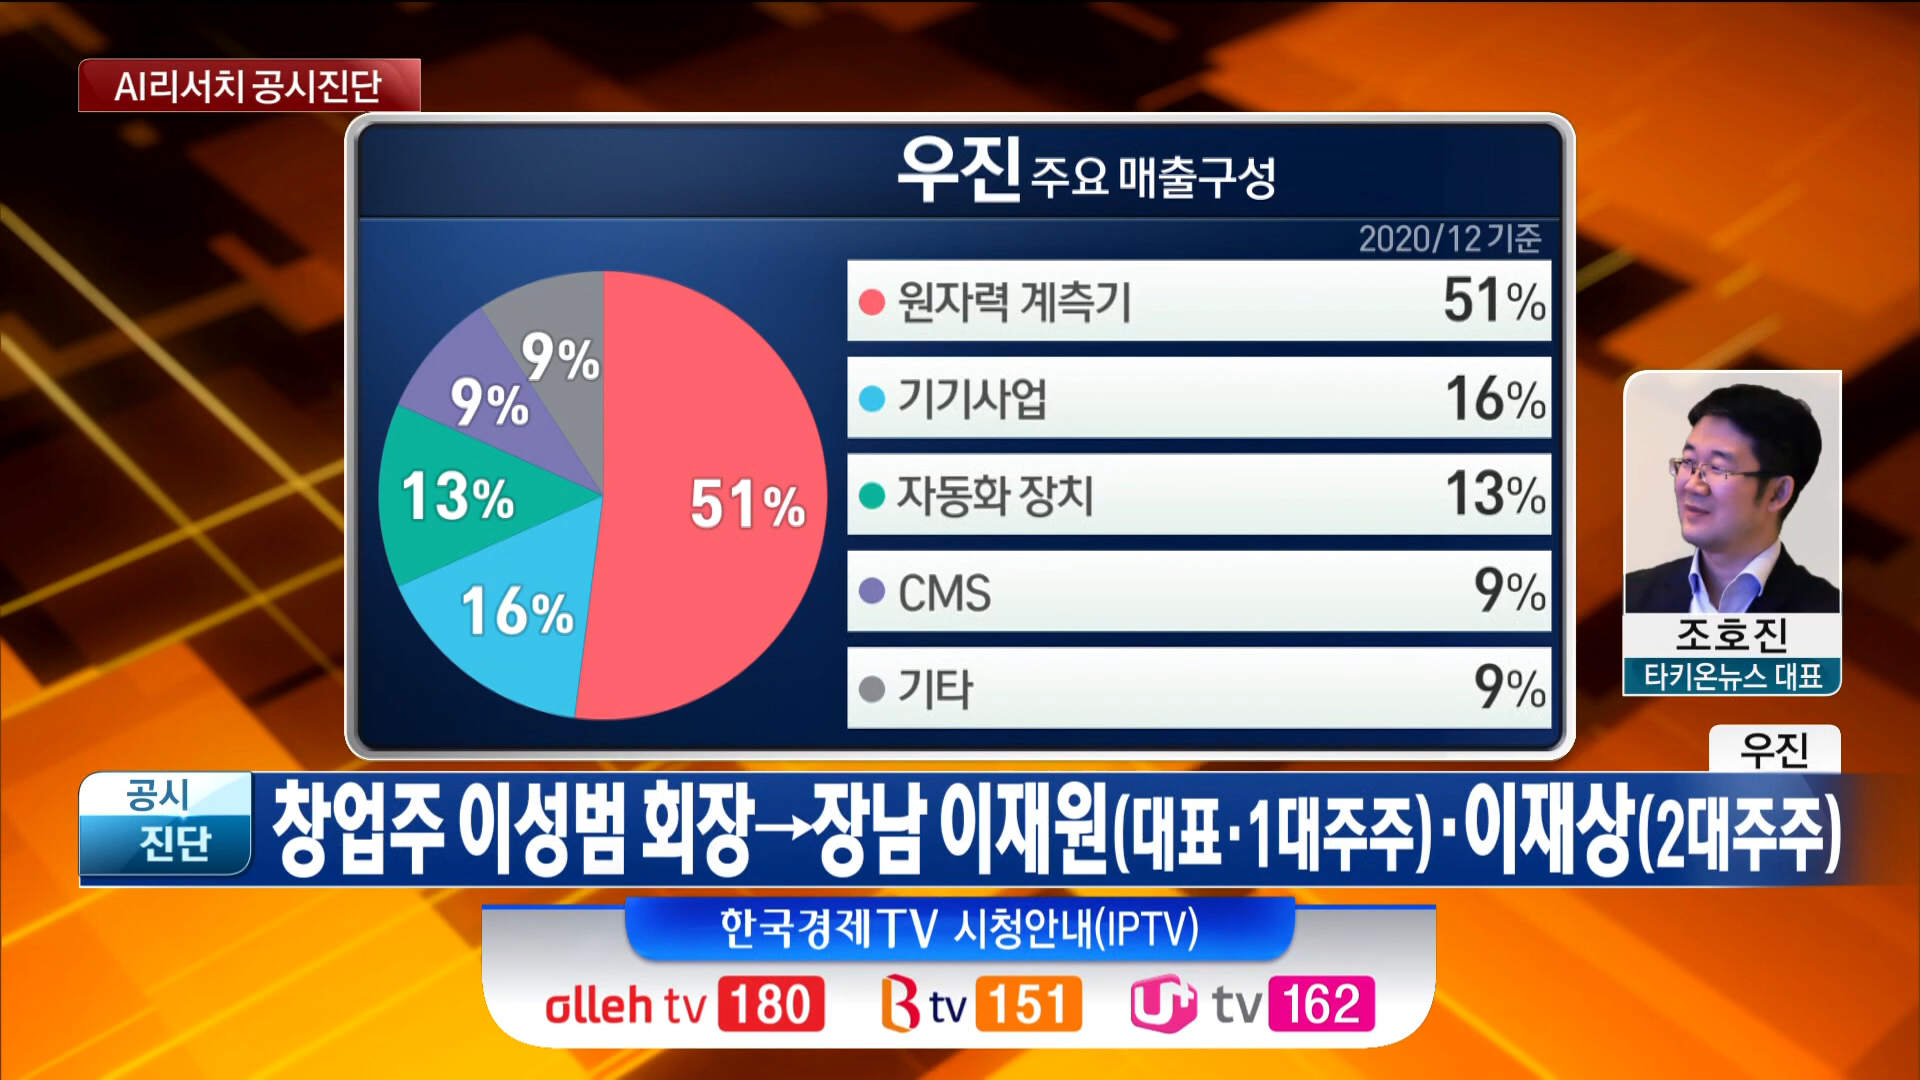 AI리서치 공시진단
우진 주요 매출구성
2020/12 기준
9%
9%
13%
16%
51%
원자력 계측기 51%
기기사업 16%
자동화 장치 13%
CMS 9%
기타 9%
조호진
타키온뉴스 대표
우진
공시
진단
창업주 이성범 회장→장남 이재원(대표·1대주주)·이재상(2대주주)
한국경제TV 시청안내(IPTV)
olleh tv 180
B tv 151
U+ tv 162